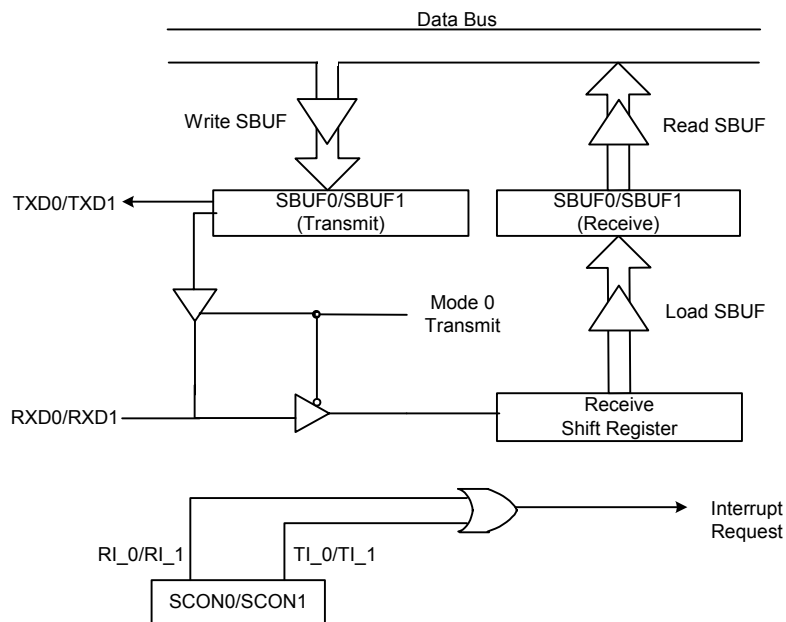 Data Bus
Write SBUF
Read SBUF
TXD0/TXD1
SBUF0/SBUF1
(Transmit)
SBUF0/SBUF1
(Receive)
Mode 0
Transmit
Load SBUF
RXD0/RXD1
Receive
Shift Register
Interrupt
Request
RI_0/RI_1
TI_0/TI_1
SCON0/SCON1